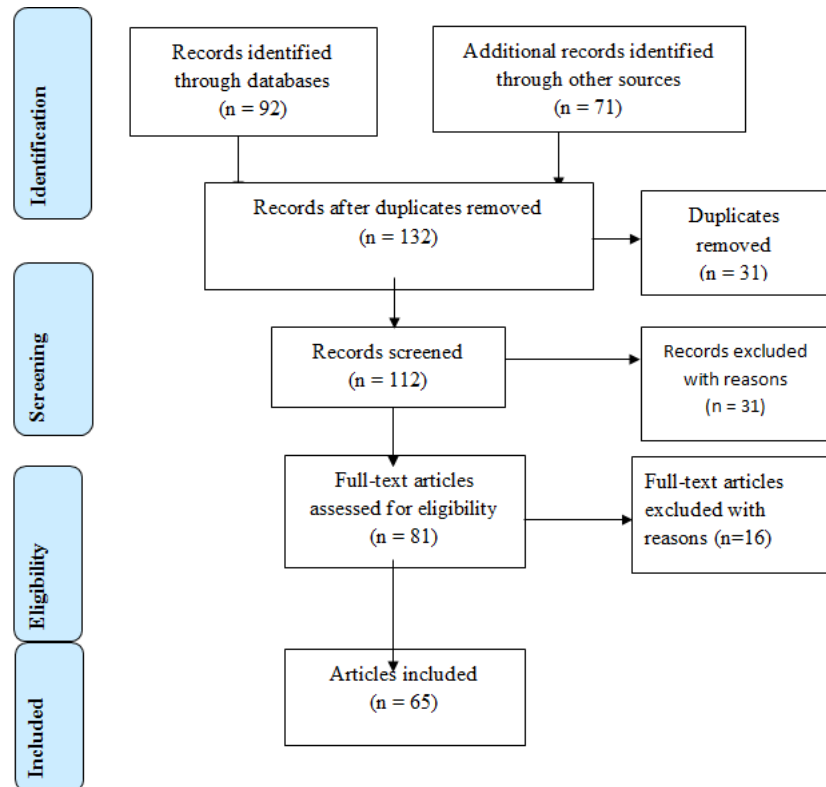 Identification
Records identified
through databases
(n = 92)
Additional records identified
through other sources
(n = 71)
Records after duplicates removed
(n = 132)
Duplicates
removed
(n = 31)
Screening
Records screened
(n = 112)
Records excluded
with reasons
(n = 31)
Eligibility
Full-text articles
assessed for eligibility
(n = 81)
Full-text articles
excluded with
reasons (n=16)
Included
Articles included
(n = 65)